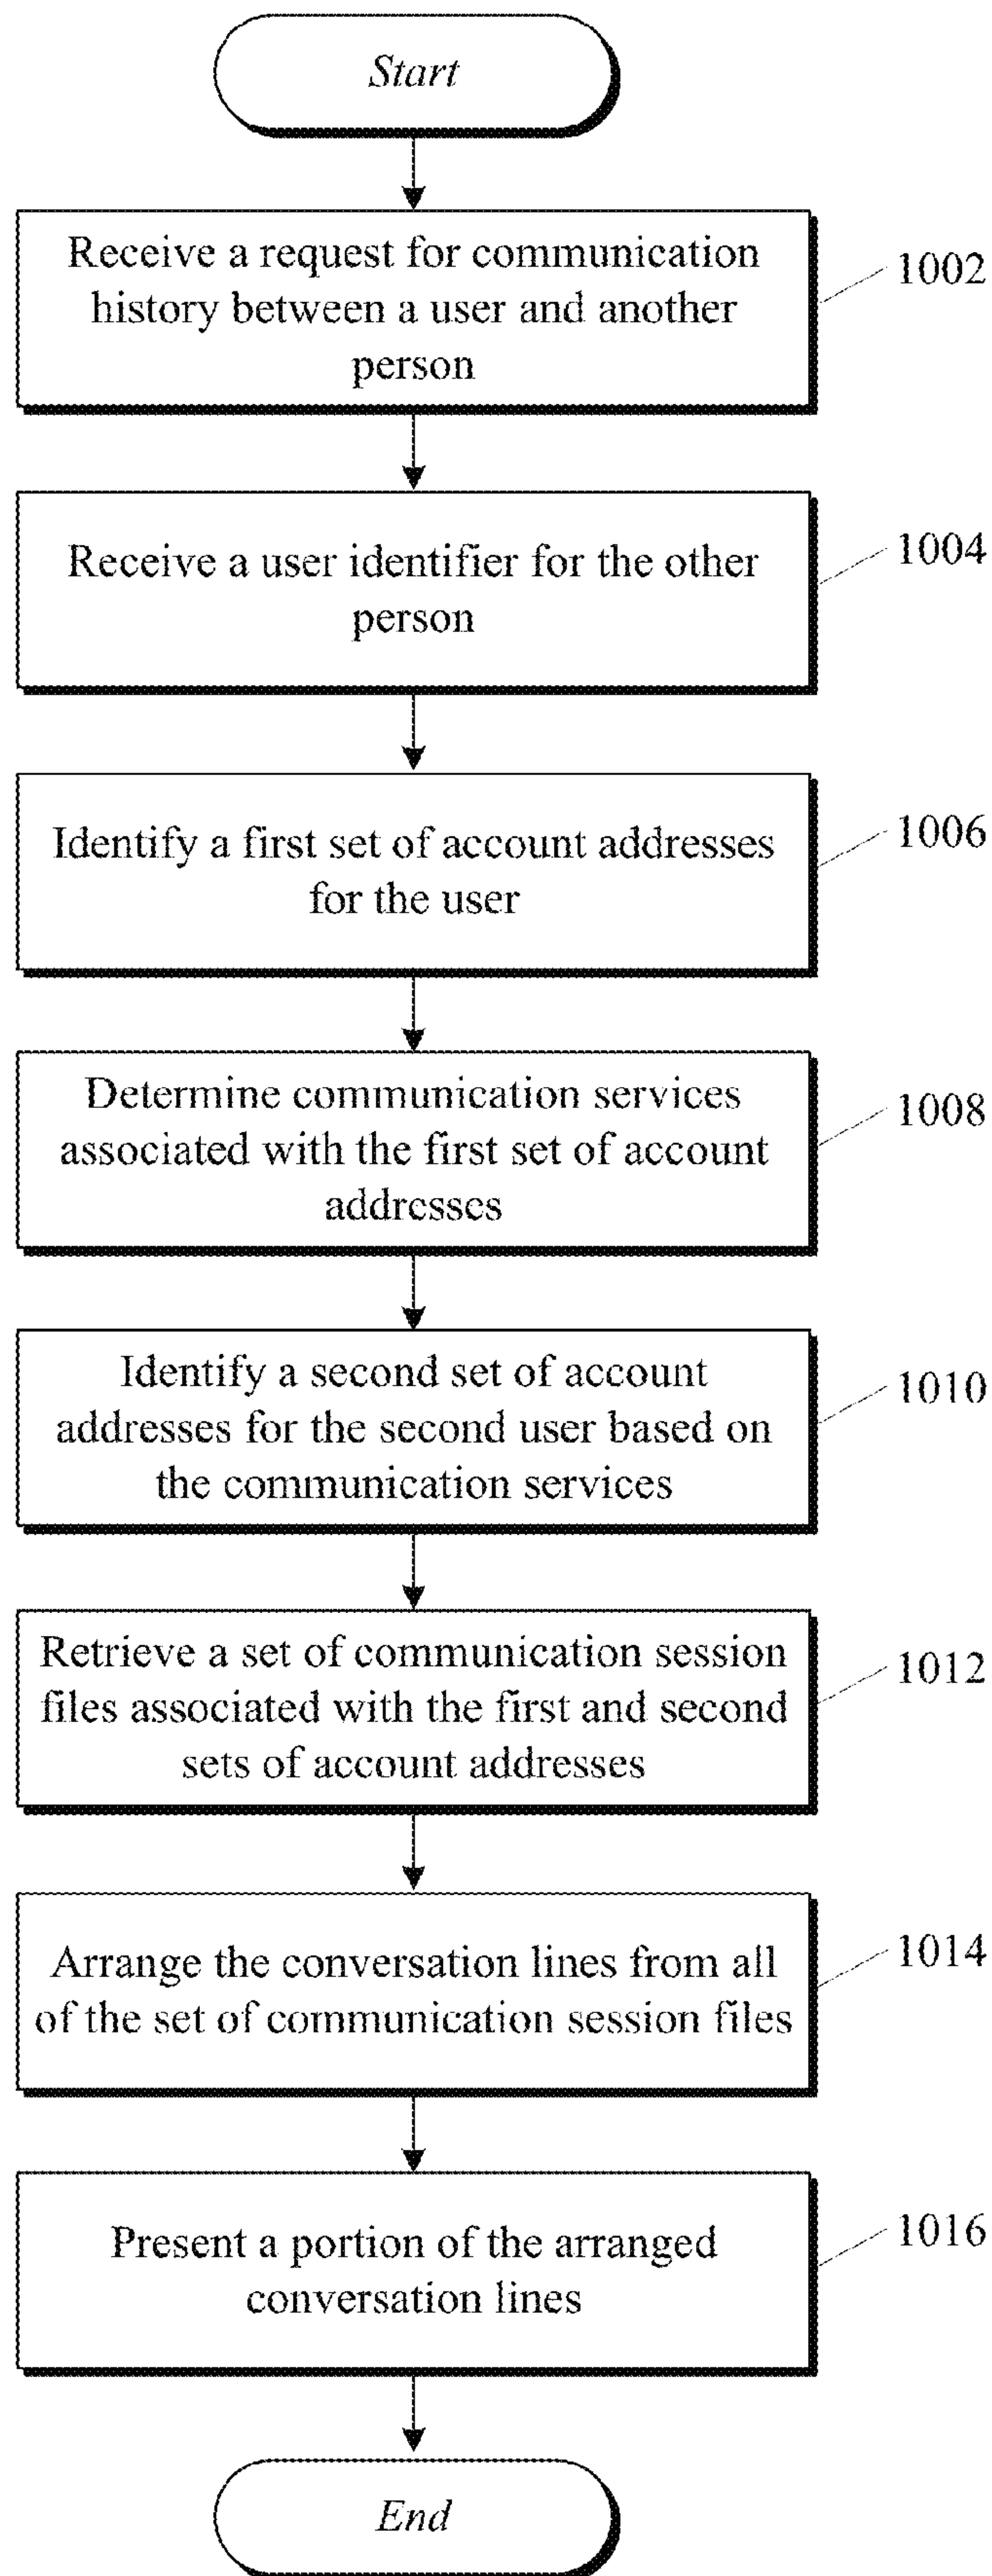 Start
Receive a request for communication
history between a user and another
person
1002
Receive a user identifier for the other
person
1004
Identify a first set of account addresses
for the user
1006
Determine communication services
associated with the first set of account
addresses
1008
Identify a second set of account
addresses for the second user based on
the communication services
1010
Retrieve a set of communication session
files associated with the first and second
sets of account addresses
1012
Arrange the conversation lines from all
of the set of communication session files
1014
Present a portion of the arranged
conversation lines
1016
End